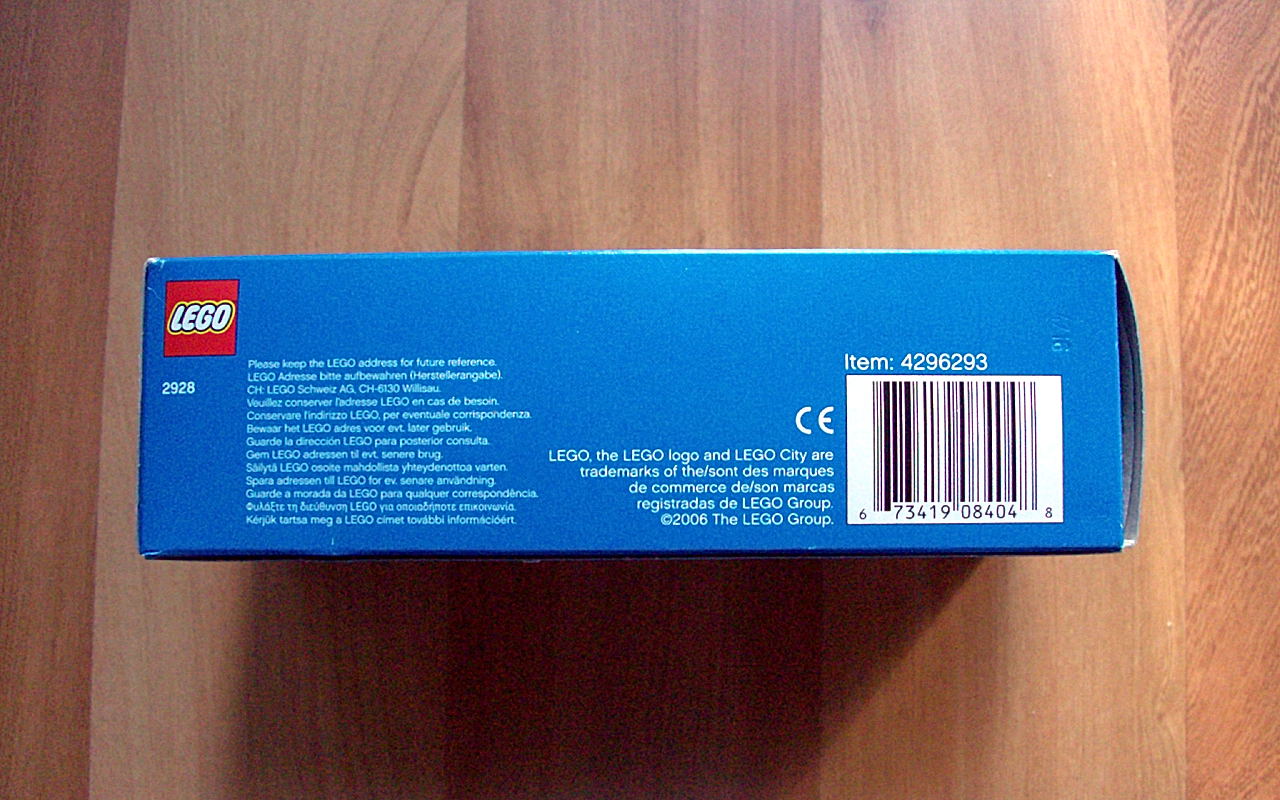 LEGO
2928
Please keep the LEGO address for future reference.
LEGO Adresse bitte aufbewahren (Herstellerangabe).
CH: LEGO Schweiz AG, CH-6130 Willisau.
Veuillez conserver l'adresse LEGO en cas de besoin.
Conservare l'indirizzo LEGO, per eventuale corrispondenza.
Bewaar het LEGO adres voor evt. later gebruik.
Guarde la dirección LEGO para posterior consulta.
Gem LEGO adressen til evt. senere brug.
Säilytä LEGO osoite mahdollista yhteydenottoa varten.
Spara adressen till LEGO for ev. senare användning.
Guarde a morada da LEGO para qualquer correspondência.
Φυλάξτε τη διεύθυνση LEGO για οποιαδήποτε επικοινωνία.
Kérjük tartsa meg a LEGO címet további információért.
CE
LEGO, the LEGO logo and LEGO City are
trademarks of the/sont des marques
de commerce de/son marcas
registradas de LEGO Group.
©2006 The LEGO Group.
Item: 4296293
6 73419 08404 8